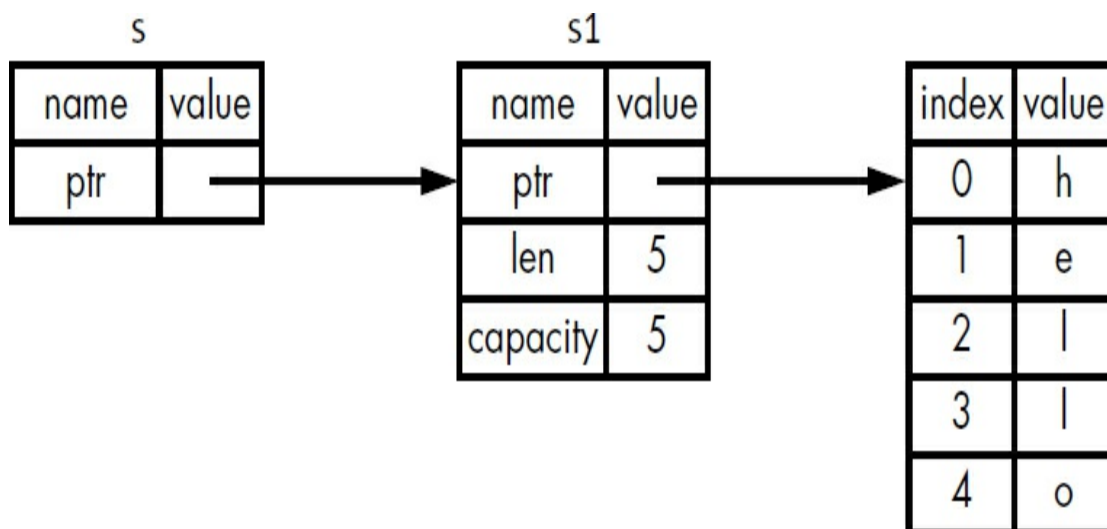 s
name value
ptr
s1
name value
ptr
len 5
capacity 5
index value
0 h
1 e
2 l
3 l
4 o